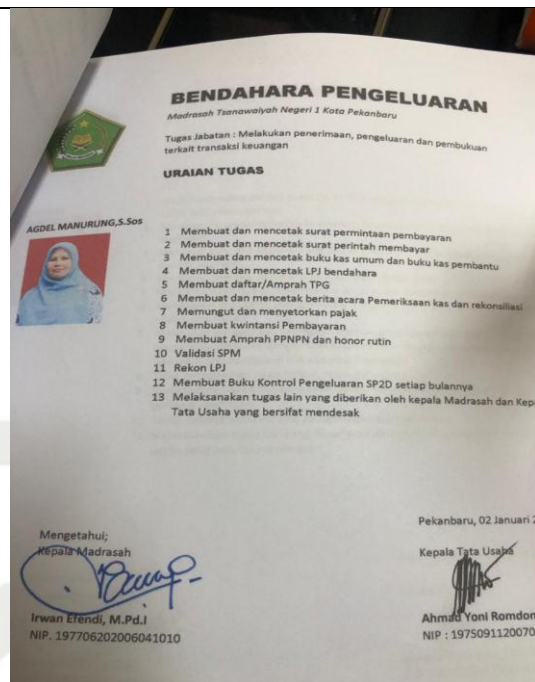 BENDAHARA PENGELUARAN
Madrasah Tsanawaiyah Negeri 1 Kota Pekanbaru
Tugas Jabatan : Melakukan penerimaan, pengeluaran dan pembukuan
terkait transaksi keuangan
URAIAN TUGAS
AGDEL MANURUNG,S.Sos
1 Membuat dan mencetak surat permintaan pembayaran
2 Membuat dan mencetak surat perintah membayar
3 Membuat dan mencetak buku kas umum dan buku kas pembantu
4 Membuat dan mencetak LPJ bendahara
5 Membuat daftar/Amprah TPG
6 Membuat dan mencetak berita acara Pemeriksaan kas dan rekonsiliasi
7 Memungut dan menyetorkan pajak
8 Membuat kwintansi Pembayaran
9 Membuat Amprah PPNPN dan honor rutin
10 Validasi SPM
11 Rekon LPJ
12 Membuat Buku Kontrol Pengeluaran SP2D setiap bulannya
13 Melaksanakan tugas lain yang diberikan oleh kepala Madrasah dan Kepa
Tata Usaha yang bersifat mendesak
Pekanbaru, 02 Januari 2
Mengetahui;
Kepala Madrasah
Kepala Tata Usaha
Irwan Efendi, M.Pd.I
NIP. 197706202006041010
Ahmad Yoni Romdon
NIP : 1975091120070